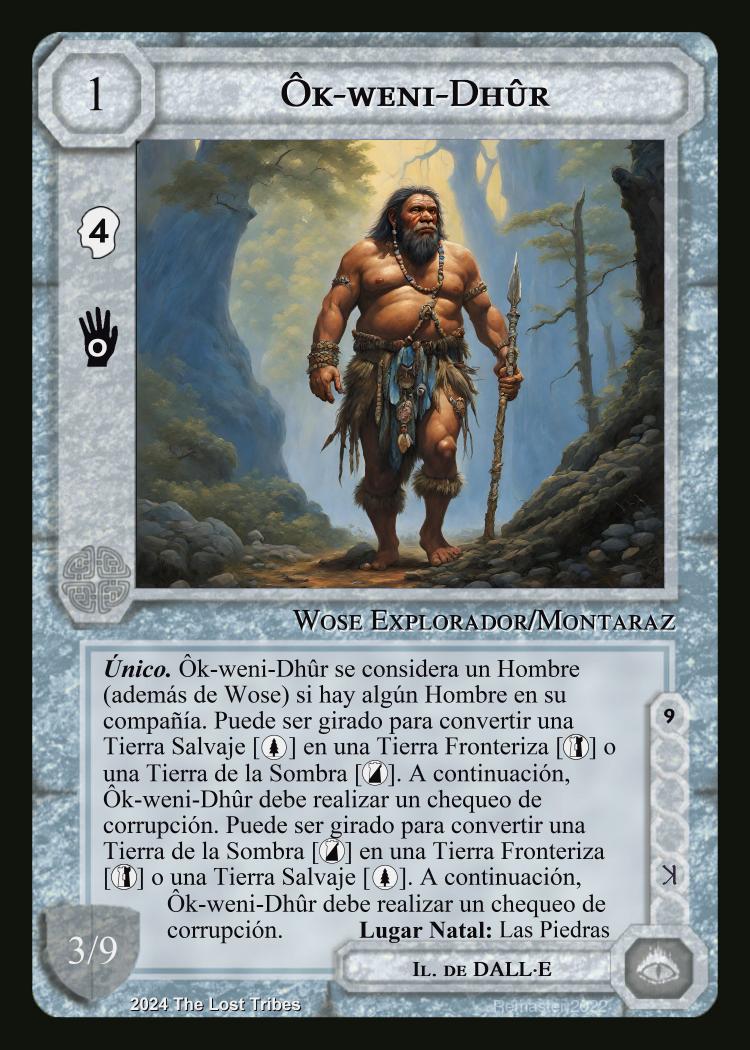 1
Ôk-weni-Dhûr
4
Wose Explorador/Montaraz
Único. Ôk-weni-Dhûr se considera un Hombre
(además de Wose) si hay algún Hombre en su
compañía. Puede ser girado para convertir una
Tierra Salvaje [ ] en una Tierra Fronteriza [ ] o
una Tierra de la Sombra [ ]. A continuación,
Ôk-weni-Dhûr debe realizar un chequeo de
corrupción. Puede ser girado para convertir una
Tierra de la Sombra [ ] en una Tierra Fronteriza
[ ] o una Tierra Salvaje [ ]. A continuación,
Ôk-weni-Dhûr debe realizar un chequeo de
corrupción. Lugar Natal: Las Piedras
9
3/9
Il. de DALL·E
2024 The Lost Tribes
Remaster 2022